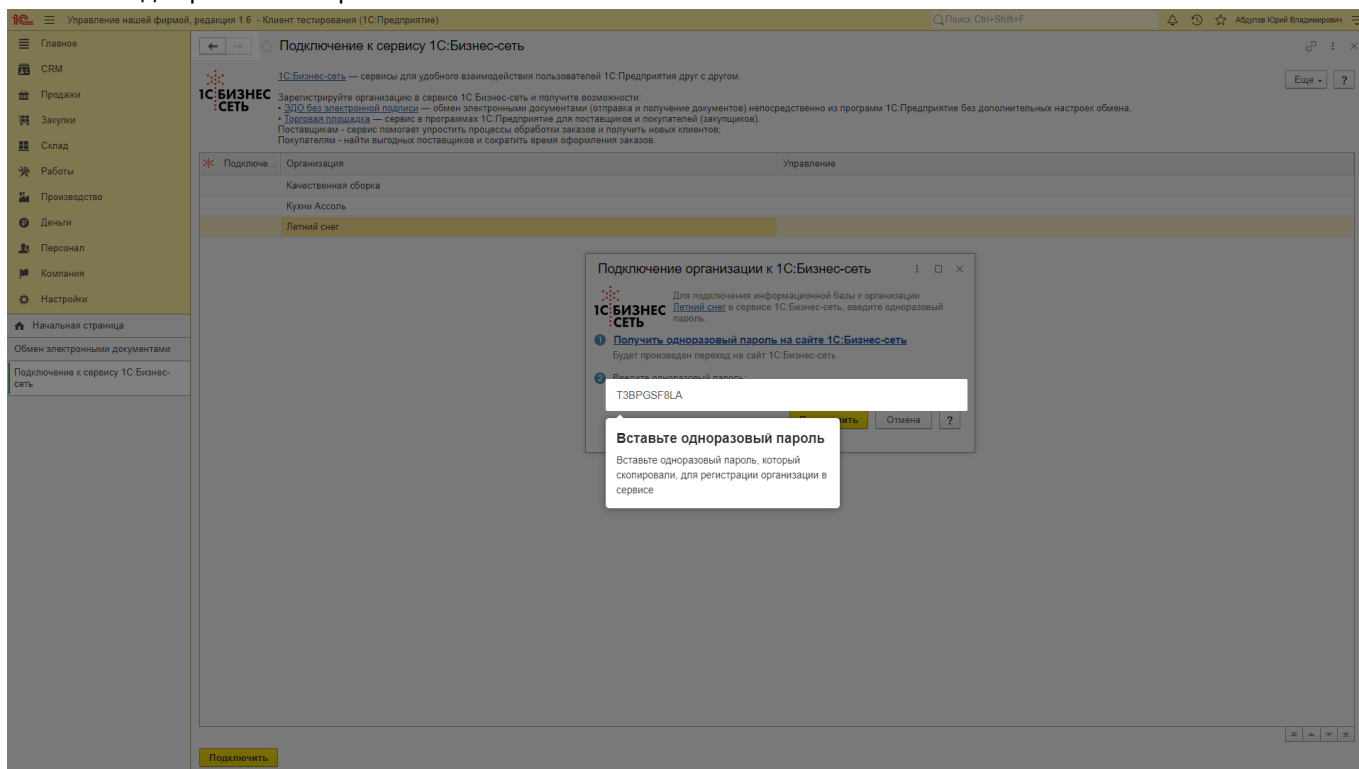 1С Управление нашей фирмой, редакция 1.6 - Клиент тестирования (1С:Предприятие) Поиск Ctrl+Shift+F Абдулов Юрий Владимирович
Главное
CRM
Продажи
Закупки
Склад
Работы
Производство
Деньги
Персонал
Компания
Настройки
Начальная страница
Обмен электронными документами
Подключение к сервису 1С:Бизнес-
сеть
Подключение к сервису 1С:Бизнес-сеть
1С БИЗНЕС
СЕТЬ
1С:Бизнес-сеть — сервисы для удобного взаимодействия пользователей 1С:Предприятия друг с другом.
Еще ?
Зарегистрируйте организацию в сервисе 1С:Бизнес-сеть и получите возможности:
• ЭДО без электронной подписи — обмен электронными документами (отправка и получение документов) непосредственно из программ 1С:Предприятие без дополнительных настроек обмена.
• Торговая площадка — сервис в программах 1С:Предприятие для поставщиков и покупателей (закупщиков).
Поставщикам - сервис помогает упростить процессы обработки заказов и получить новых клиентов;
Покупателям - найти выгодных поставщиков и сократить время оформления заказов.
Подключе... Организация Управление
Качественная сборка
Кухни Ассоль
Летний снег
Подключение организации к 1С:Бизнес-сеть
1С БИЗНЕС
СЕТЬ
Для подключения информационной базы к организации
Летний снег в сервисе 1С:Бизнес-сеть, введите одноразовый
пароль.
1 Получить одноразовый пароль на сайте 1С:Бизнес-сеть
Будет произведен переход на сайт 1С:Бизнес-сеть
2 Введите одноразовый пароль:
T3BPGSF8LA
Отмена ?
Вставьте одноразовый пароль
Вставьте одноразовый пароль, который
скопировали, для регистрации организации в
сервисе
Подключить